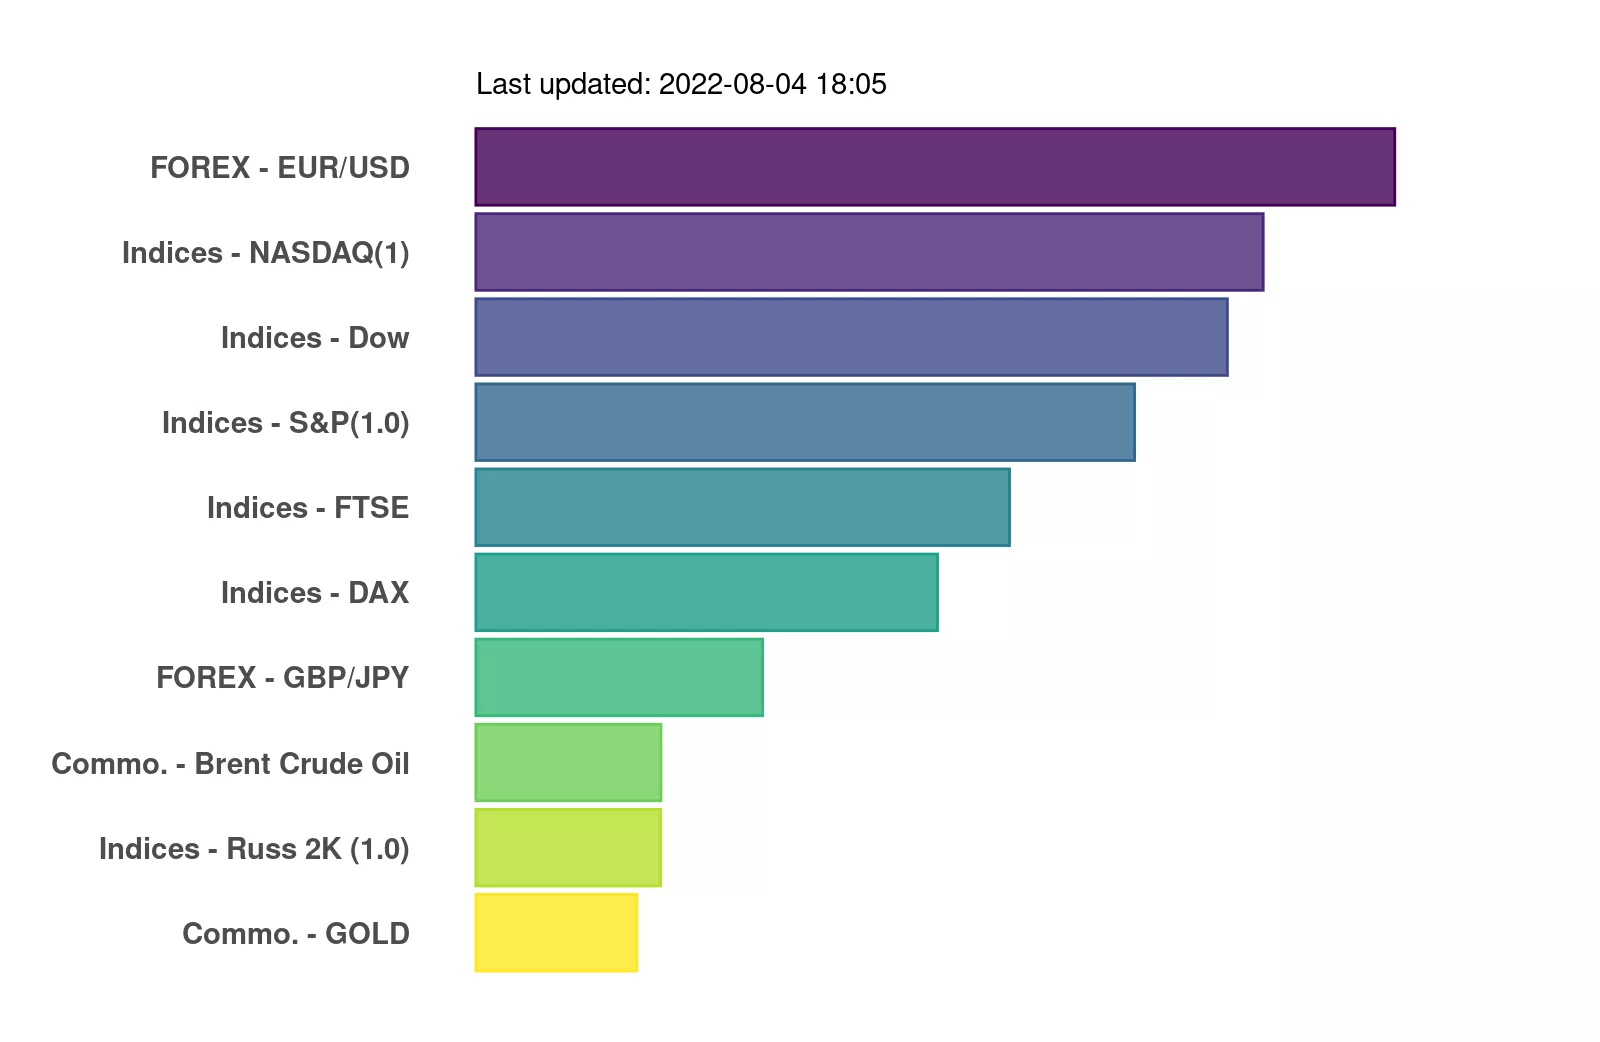 Last updated: 2022-08-04 18:05
FOREX - EUR/USD
Indices - NASDAQ(1)
Indices - Dow
Indices - S&P(1.0)
Indices - FTSE
Indices - DAX
FOREX - GBP/JPY
Commo. - Brent Crude Oil
Indices - Russ 2K (1.0)
Commo. - GOLD